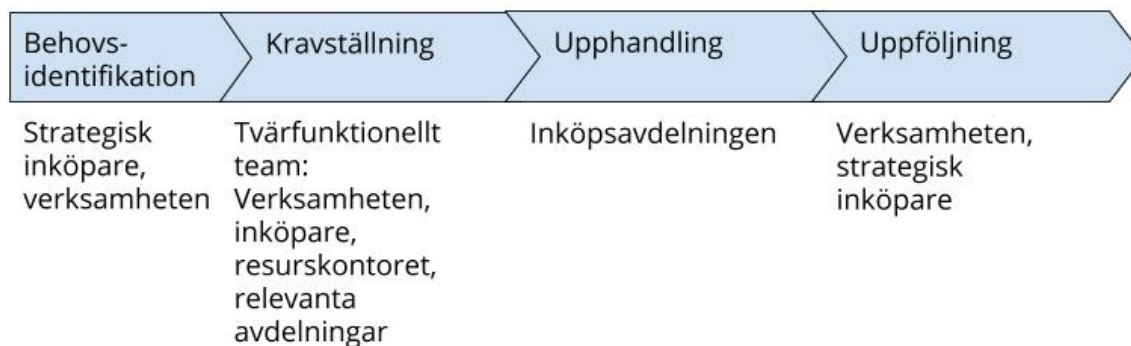 Behovs-
identifikation
Kravställning
Upphandling
Uppföljning
Strategisk
inköpare,
verksamheten
Tvärfunktionellt
team:
Verksamheten,
inköpare,
resurskontoret,
relevanta
avdelningar
Inköpsavdelningen
Verksamheten,
strategisk
inköpare